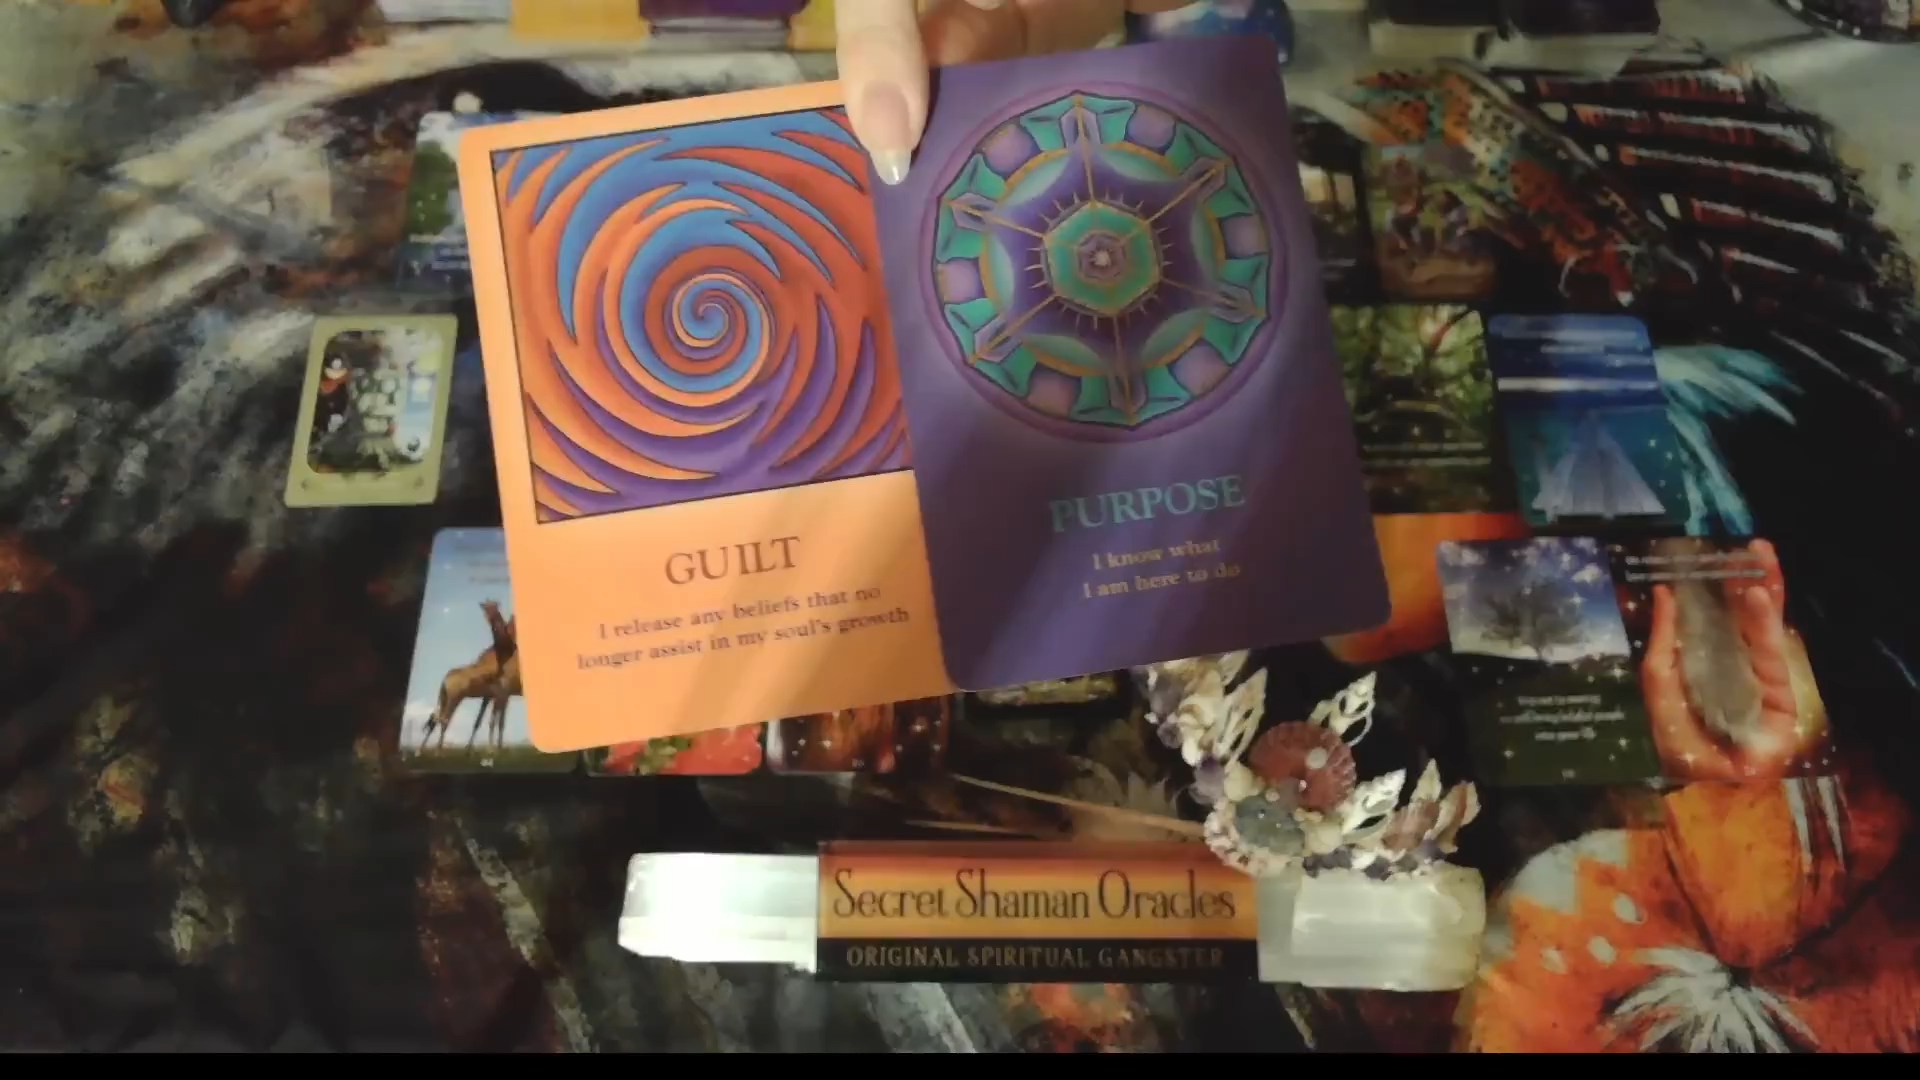 GUILT
I release any beliefs that no
longer assist in my soul's growth
PURPOSE
I know what
I am here to do
Secret Shaman Oracles
ORIGINAL SPIRITUAL GANGSTER